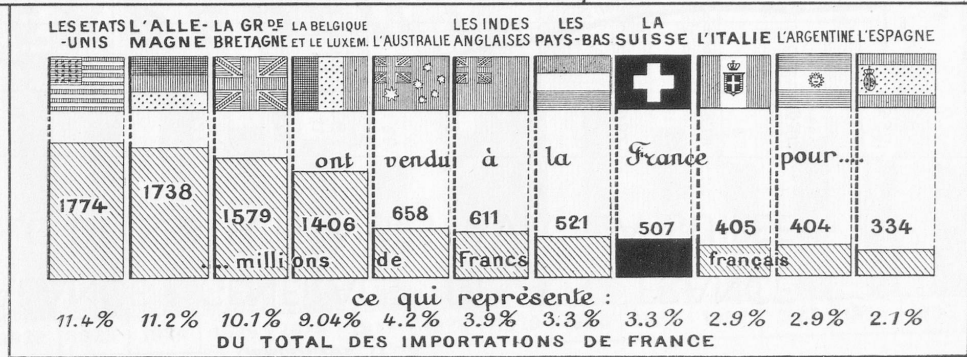 LES ETATS L'ALLE- LA GR DE LA BELGIQUE LES INDES LES LA
-UNIS MAGNE BRETAGNE ET LE LUXEM. L'AUSTRALIE ANGLAISES PAYS-BAS SUISSE L'ITALIE L'ARGENTINE L'ESPAGNE
ont vendu à la France pour....
1774 1738 1579 1406 658 611 521 507 405 404 334
.... millions de Francs français
ce qui représente :
11.4% 11.2% 10.1% 9.04% 4.2% 3.9% 3.3% 3.3% 2.9% 2.9% 2.1%
DU TOTAL DES IMPORTATIONS DE FRANCE